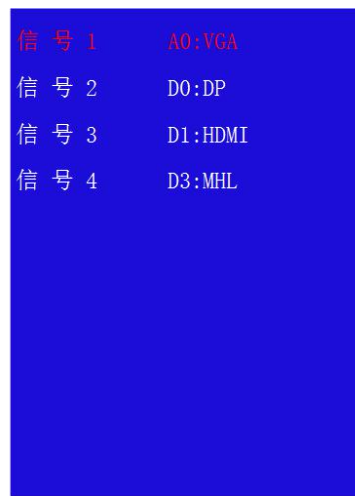 信 号 1 A0:VGA
信 号 2 D0:DP
信 号 3 D1:HDMI
信 号 4 D3:MHL